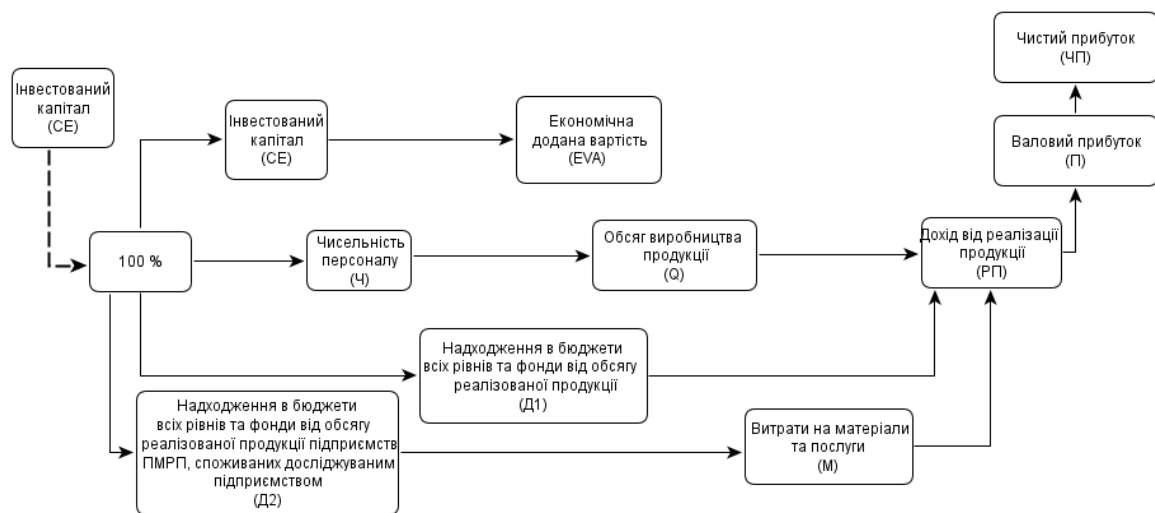 Чистий прибуток
(ЧП)
Інвестований
капітал
(СЕ)
Інвестований
капітал
(СЕ)
Економічна
додана вартість
(EVA)
Валовий прибуток
(П)
100 %
Чисельність
персоналу
(Ч)
Обсяг виробництва
продукції
(Q)
Дохід від реалізації
продукції
(РП)
Надходження в бюджети
всіх рівнів та фонди від обсягу
реалізованої продукції
(Д1)
Надходження в бюджети
всіх рівнів та фонди від обсягу
реалізованої продукції підприємств
ПМРП, споживаних досліджуваним
підприємством
(Д2)
Витрати на матеріали
та послуги
(М)